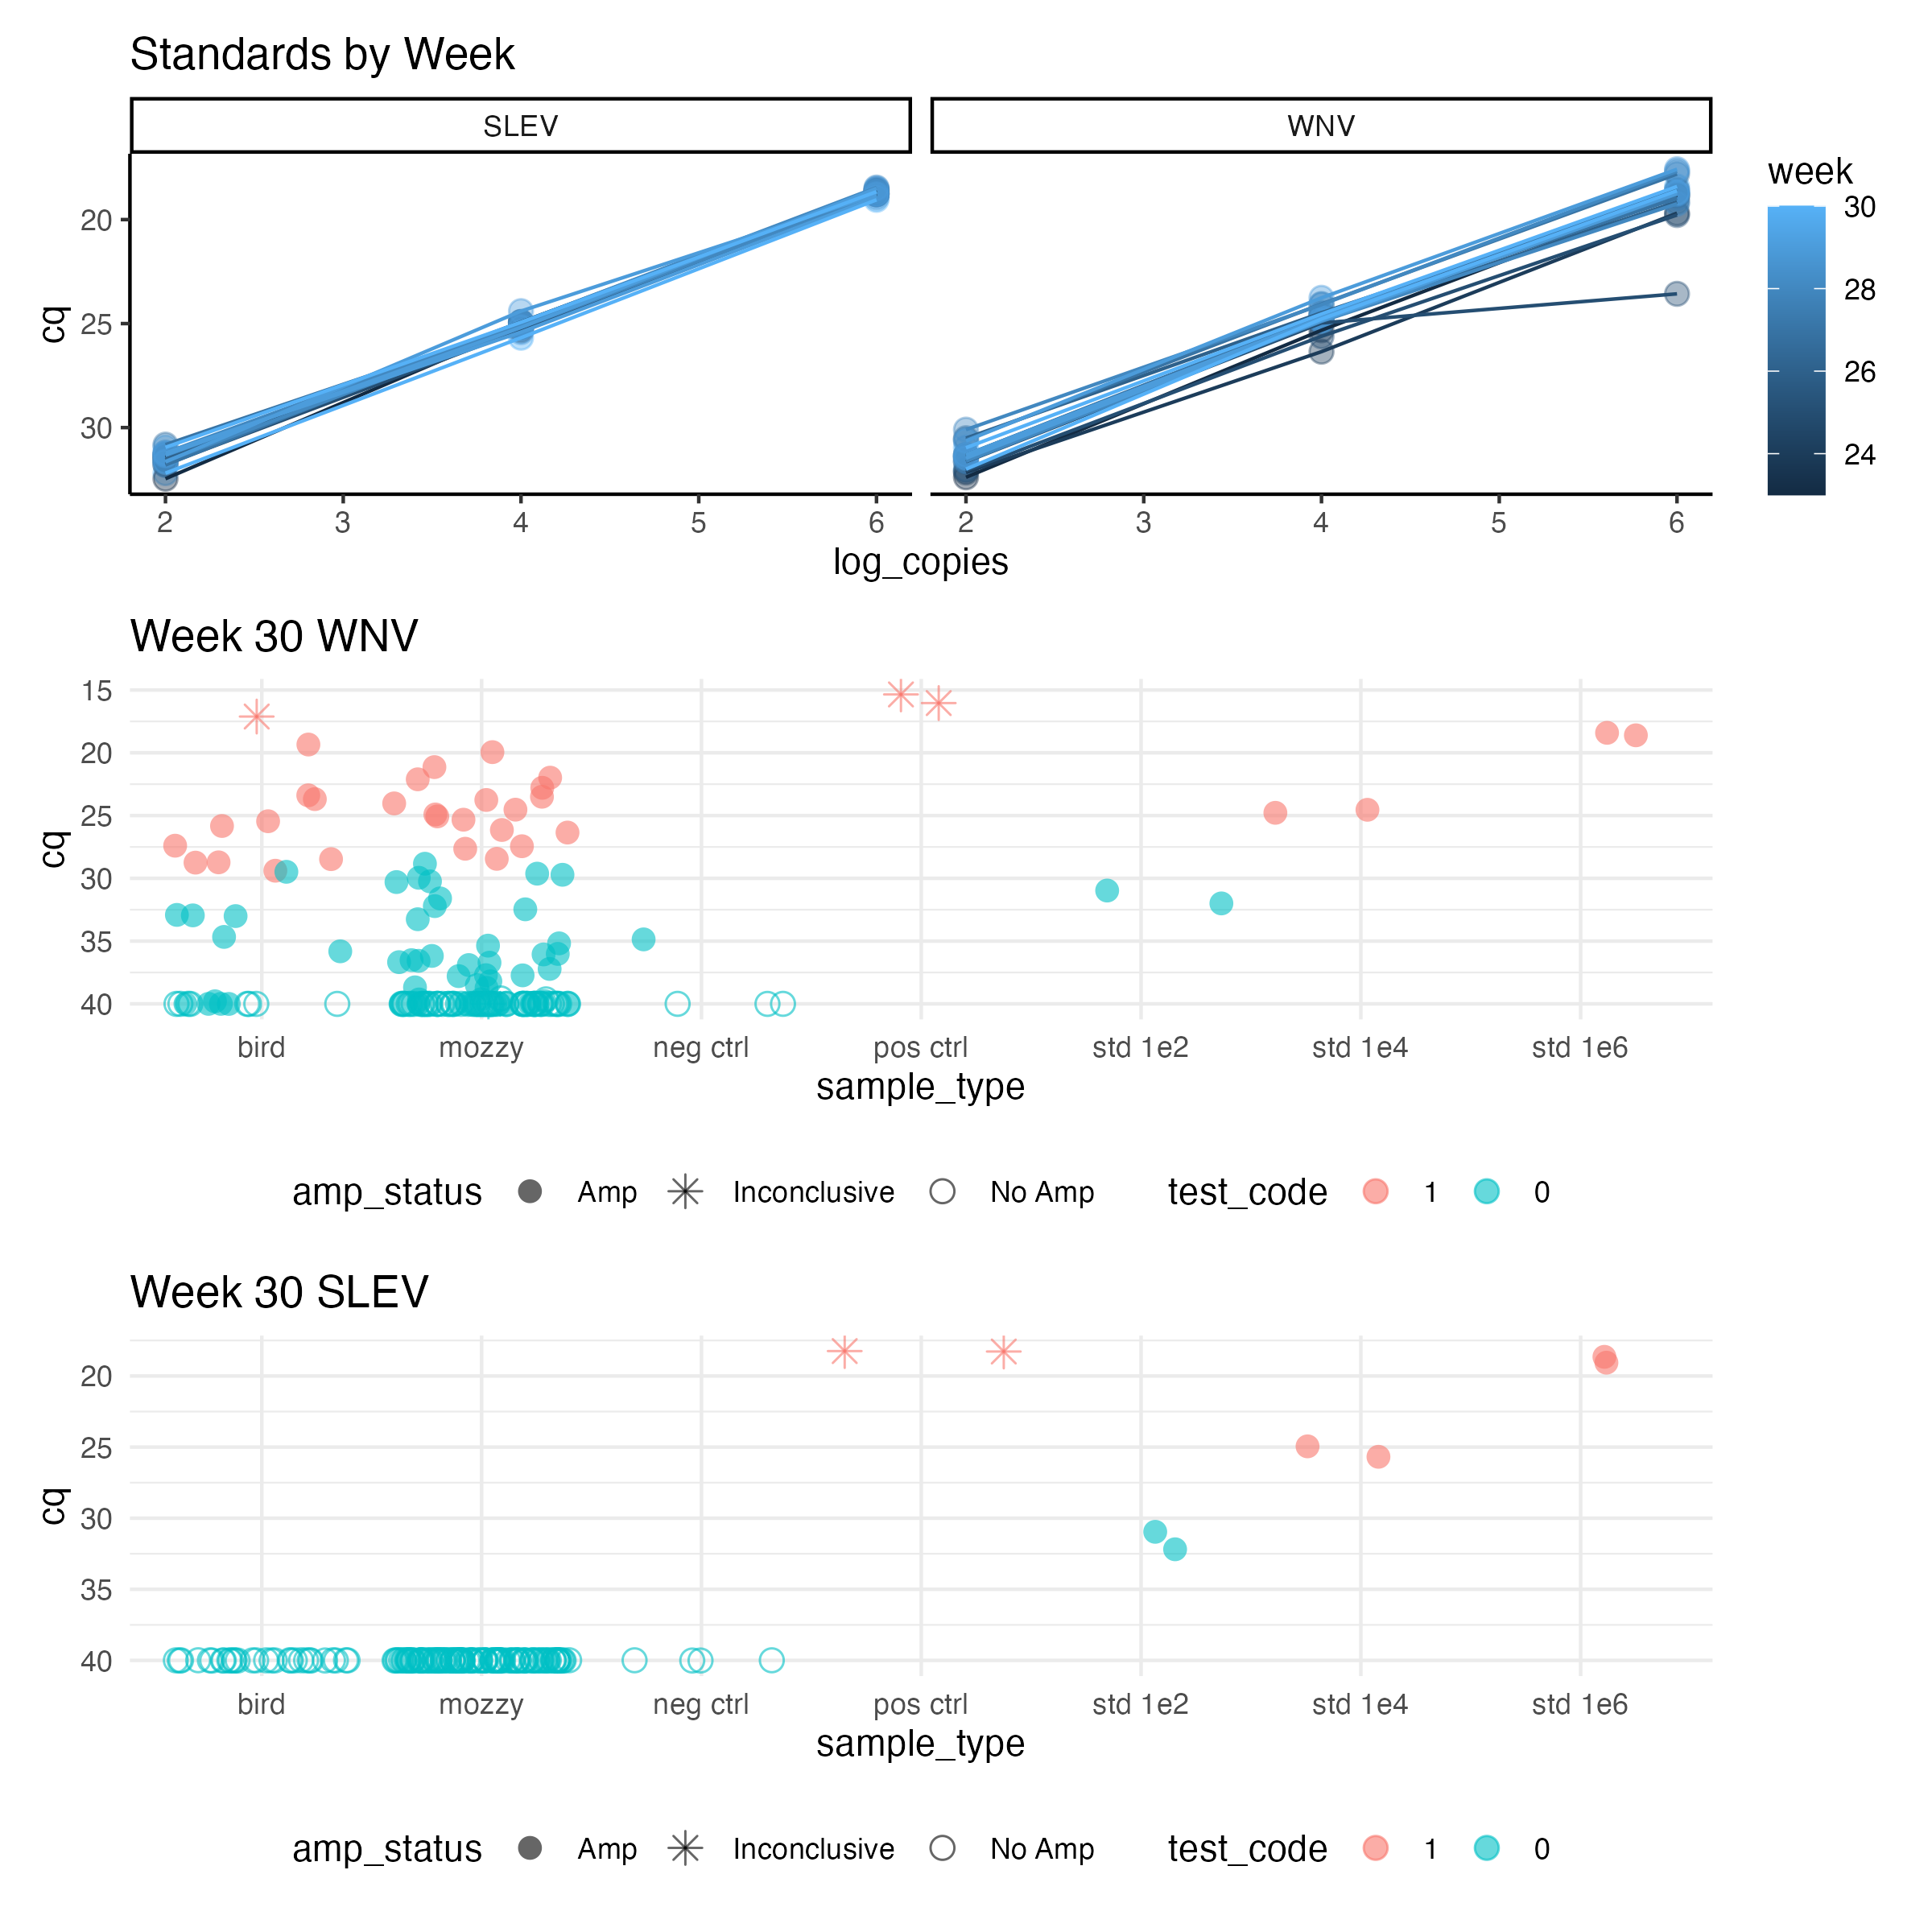 Standards by Week
SLEV WNV
week
20
25
30
cq
30
28
26
24
2 3 4 5 6 2 3 4 5 6
log_copies
Week 30 WNV
15
20
25
30
35
40
cq
bird mozzy neg ctrl pos ctrl std 1e2 std 1e4 std 1e6
sample_type
amp_status Amp Inconclusive No Amp test_code 1 0
Week 30 SLEV
20
25
30
35
40
cq
bird mozzy neg ctrl pos ctrl std 1e2 std 1e4 std 1e6
sample_type
amp_status Amp Inconclusive No Amp test_code 1 0